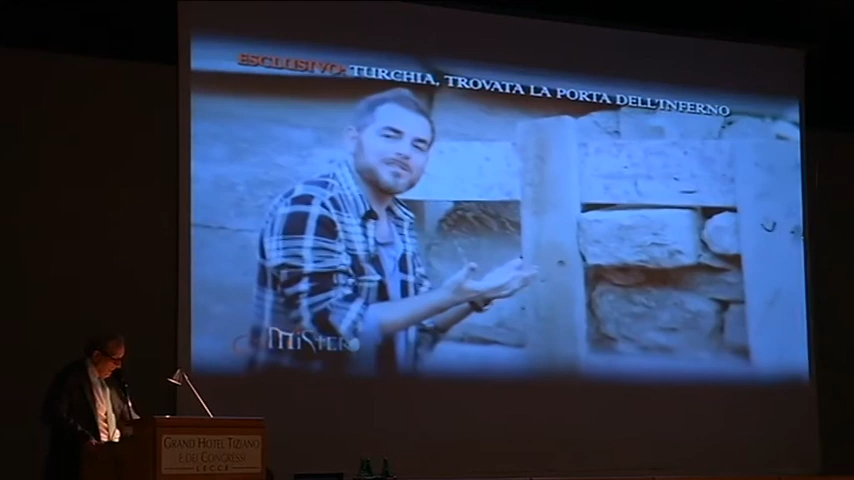 ESCLUSIVO: TURCHIA, TROVATA LA PORTA DELL'INFERNO
MISTERO
GRAND HOTEL TIZIANO
E DEI CONGRESSI
LECCE